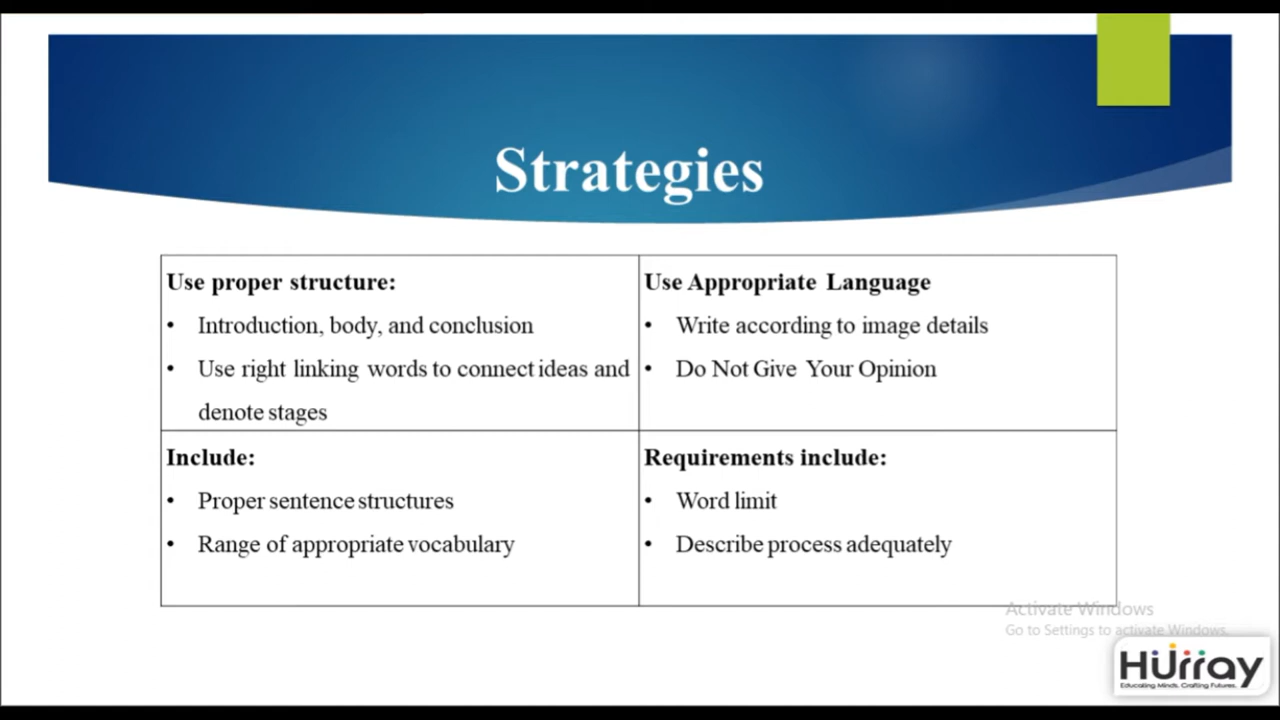 Strategies
Use proper structure:
• Introduction, body, and conclusion
• Use right linking words to connect ideas and
denote stages
Use Appropriate Language
• Write according to image details
• Do Not Give Your Opinion
Include:
• Proper sentence structures
• Range of appropriate vocabulary
Requirements include:
• Word limit
• Describe process adequately
Activate Windows
Go to Settings to activate Windows.
Hurray
Educating Minds. Crafting Futures.